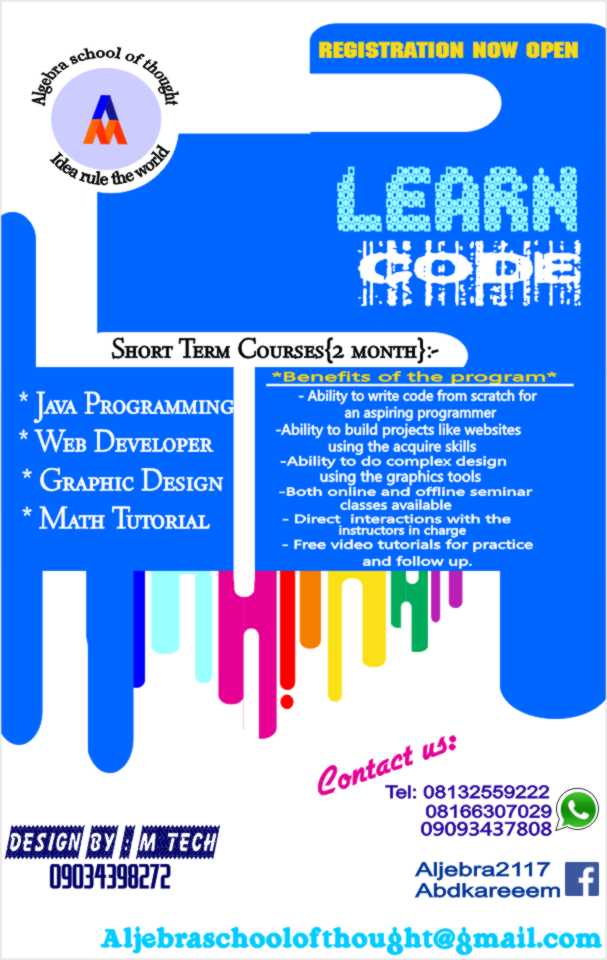 Algebra school of thought
Idea rule the world
REGISTRATION NOW OPEN
LEARN
CODE
SHORT TERM COURSES{2 MONTH}:-
* JAVA PROGRAMMING
* WEB DEVELOPER
* GRAPHIC DESIGN
* MATH TUTORIAL
*Benefits of the program*
- Ability to write code from scratch for
an aspiring programmer
-Ability to build projects like websites
using the acquire skills
-Ability to do complex design
using the graphics tools
-Both online and offline seminar
classes available
- Direct interactions with the
instructors in charge
- Free video tutorials for practice
and follow up.
Contact us:
Tel: 08132559222
08166307029
09093437808
DESIGN BY : M TECH
09034398272
Aljebra2117
Abdkareeem
Aljebraschoolofthought@gmail.com